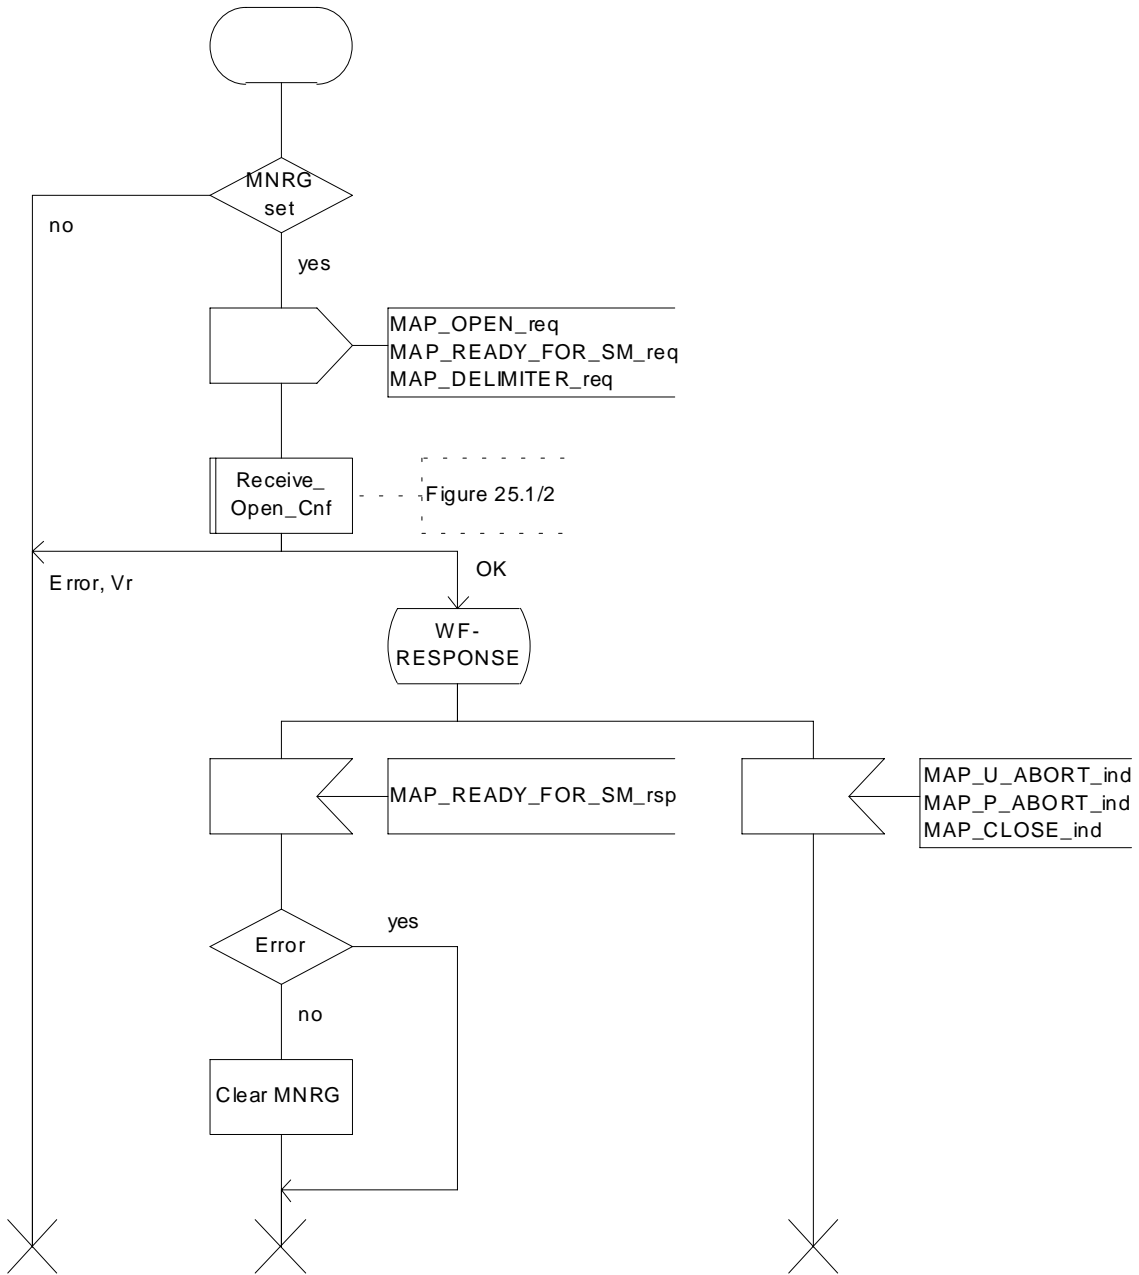 MNRG
set
no
yes
MAP_OPEN_req
MAP_READY_FOR_SM_req
MAP_DELIMITER_req
Receive_
Open_Cnf
Figure 25.1/2
Error, Vr
OK
WF-
RESPONSE
MAP_READY_FOR_SM_rsp
MAP_U_ABORT_ind
MAP_P_ABORT_ind
MAP_CLOSE_ind
Error
yes
no
Clear MNRG